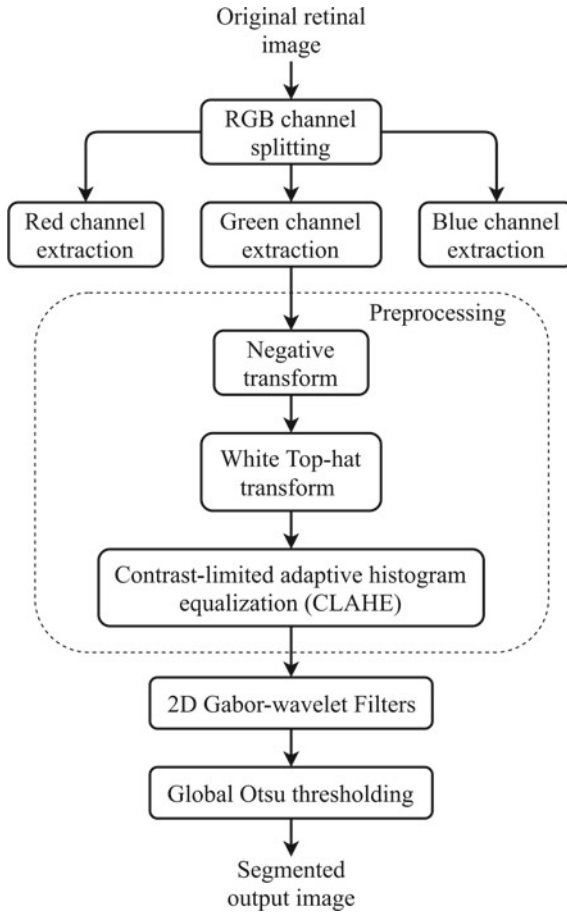 Original retinal
image
RGB channel
splitting
Red channel
extraction
Green channel
extraction
Blue channel
extraction
Preprocessing
Negative
transform
White Top-hat
transform
Contrast-limited adaptive histogram
equalization (CLAHE)
2D Gabor-wavelet Filters
Global Otsu thresholding
Segmented
output image